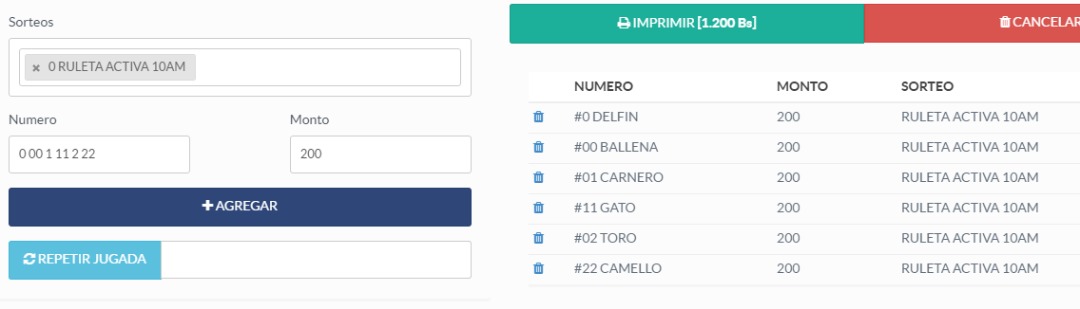 Sorteos
× 0 RULETA ACTIVA 10AM
Numero Monto
0 00 1 11 2 22 200
AGREGAR
REPETIR JUGADA
IMPRIMIR [1.200 Bs] CANCELAR
NUMERO MONTO SORTEO
#0 DELFIN 200 RULETA ACTIVA 10AM
#00 BALLENA 200 RULETA ACTIVA 10AM
#01 CARNERO 200 RULETA ACTIVA 10AM
#11 GATO 200 RULETA ACTIVA 10AM
#02 TORO 200 RULETA ACTIVA 10AM
#22 CAMELLO 200 RULETA ACTIVA 10AM